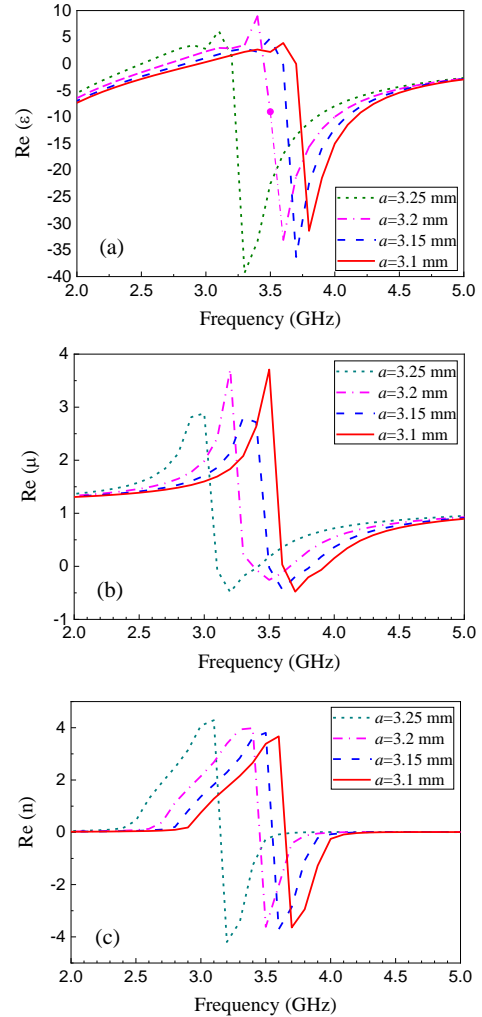 10
5
0
-5
-10
-15
-20
-25
-30
-35
-40
Re (ε)
a=3.25 mm
a=3.2 mm
a=3.15 mm
a=3.1 mm
(a)
2.0 2.5 3.0 3.5 4.0 4.5 5.0
Frequency (GHz)
4
3
2
1
0
-1
Re (μ)
a=3.25 mm
a=3.2 mm
a=3.15 mm
a=3.1 mm
(b)
2.0 2.5 3.0 3.5 4.0 4.5 5.0
Frequency (GHz)
4
2
0
-2
-4
Re (n)
a=3.25 mm
a=3.2 mm
a=3.15 mm
a=3.1 mm
(c)
2.0 2.5 3.0 3.5 4.0 4.5 5.0
Frequency (GHz)